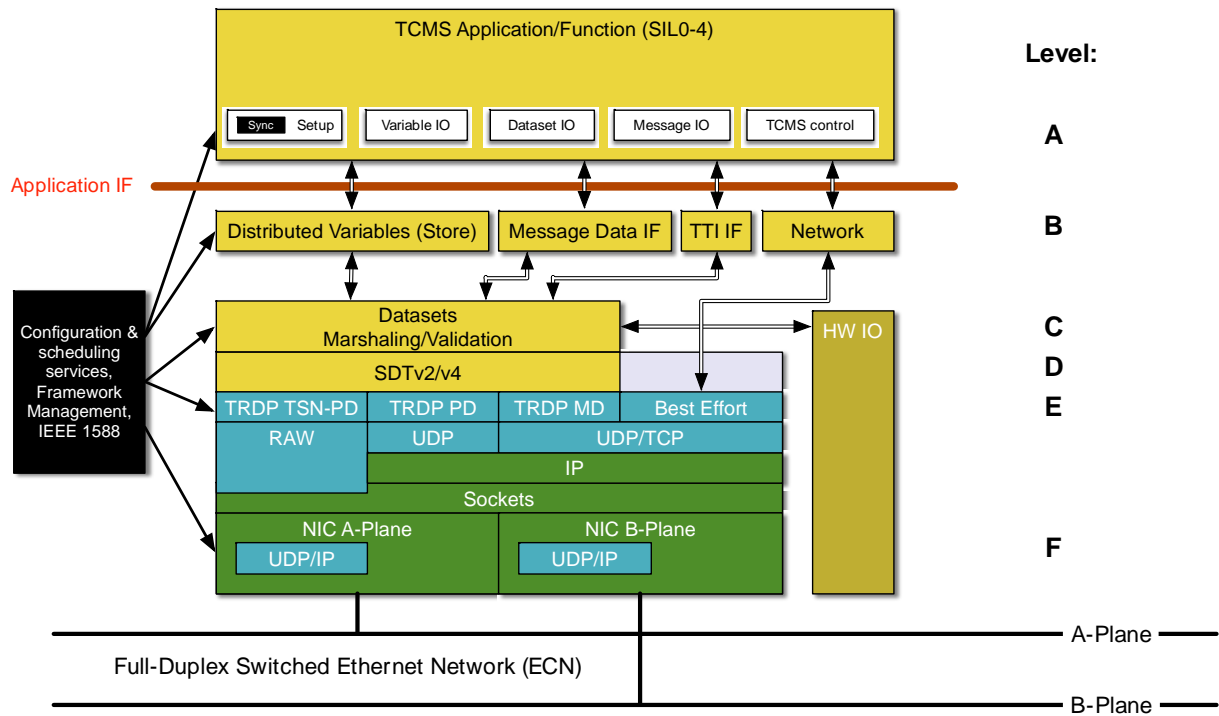 TCMS Application/Function (SIL0-4)
Level:
Sync Setup
Variable IO
Dataset IO
Message IO
TCMS control
A
Application IF
Distributed Variables (Store)
Message Data IF
TTI IF
Network
B
Configuration &
scheduling
services,
Framework
Management,
IEEE 1588
Datasets
Marshaling/Validation
HW IO
C
SDTv2/v4
D
TRDP TSN-PD
TRDP PD
TRDP MD
Best Effort
E
RAW
UDP
UDP/TCP
IP
Sockets
NIC A-Plane
NIC B-Plane
UDP/IP
UDP/IP
F
A-Plane
Full-Duplex Switched Ethernet Network (ECN)
B-Plane